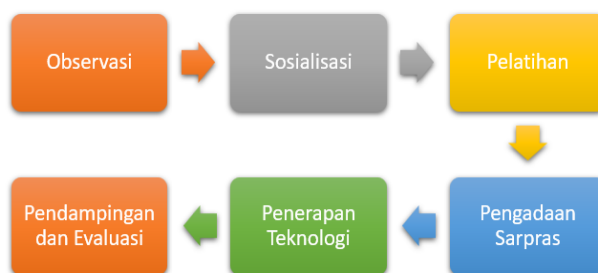 Observasi
Sosialisasi
Pelatihan
Pengadaan
Sarpras
Penerapan
Teknologi
Pendampingan
dan Evaluasi